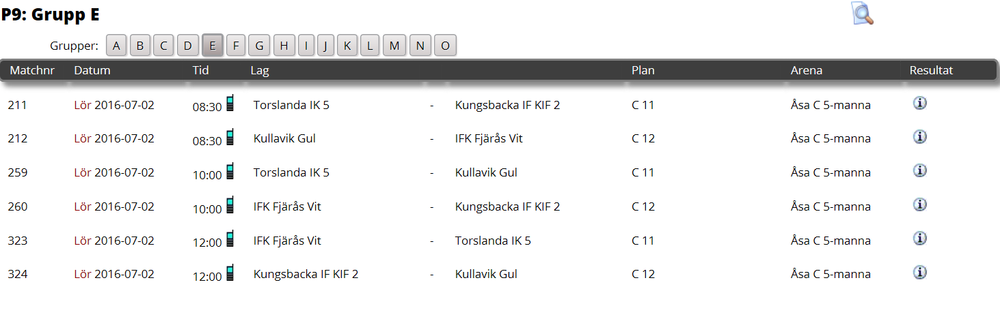 P9: Grupp E
Grupper: A B C D E F G H I J K L M N O
Matchnr Datum Tid Lag Plan Arena Resultat
211 Lör 2016-07-02 08:30 Torslanda IK 5 - Kungsbacka IF KIF 2 C 11 Åsa C 5-manna
212 Lör 2016-07-02 08:30 Kullavik Gul - IFK Fjärås Vit C 12 Åsa C 5-manna
259 Lör 2016-07-02 10:00 Torslanda IK 5 - Kullavik Gul C 11 Åsa C 5-manna
260 Lör 2016-07-02 10:00 IFK Fjärås Vit - Kungsbacka IF KIF 2 C 12 Åsa C 5-manna
323 Lör 2016-07-02 12:00 IFK Fjärås Vit - Torslanda IK 5 C 11 Åsa C 5-manna
324 Lör 2016-07-02 12:00 Kungsbacka IF KIF 2 - Kullavik Gul C 12 Åsa C 5-manna